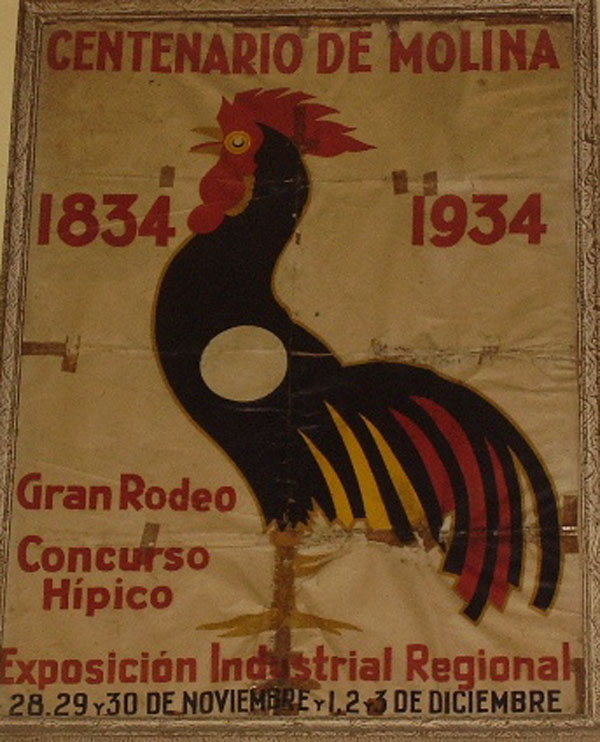 CENTENARIO DE MOLINA
1834 1934
Gran Rodeo
Concurso
Hípico
Exposición Industrial Regional
28.29 Y 30 DE NOVIEMBRE Y 1, 2 Y 3 DE DICIEMBRE